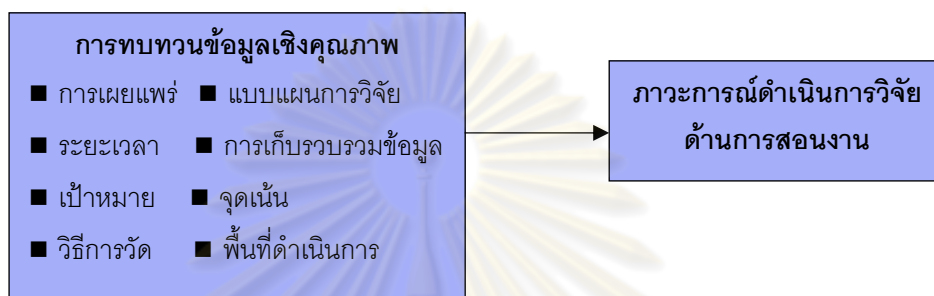 การทบทวนข้อมูลเชิงคุณภาพ
■ การเผยแพร่ ■ แบบแผนการวิจัย
■ ระยะเวลา ■ การเก็บรวบรวมข้อมูล
■ เป้าหมาย ■ จุดเน้น
■ วิธีการวัด ■ พื้นที่ดำเนินการ
ภาวะการณ์ดำเนินการวิจัย
ด้านการสอนงาน